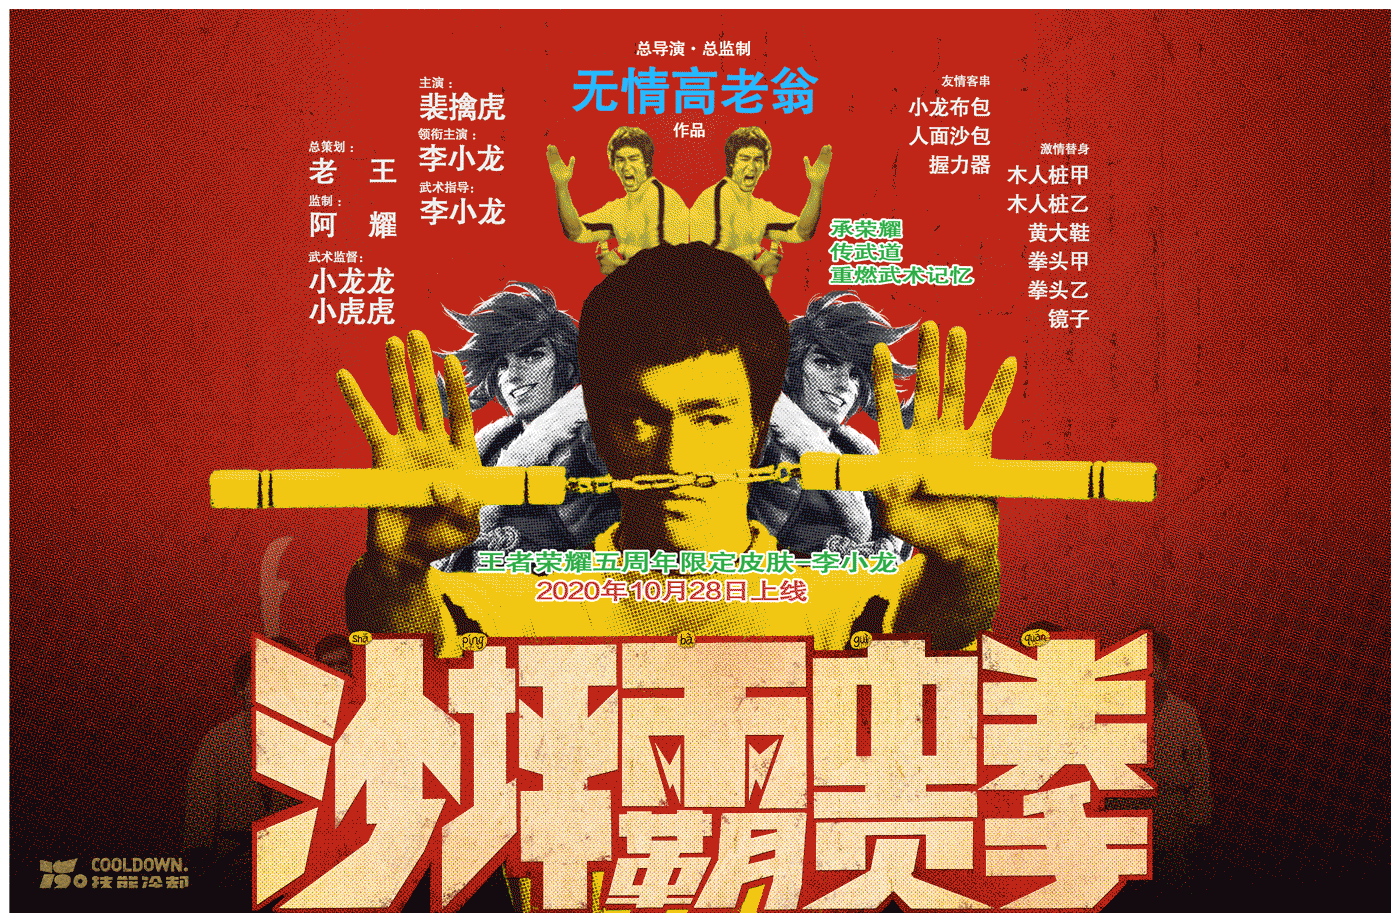 总导演·总监制
无情高老翁
作品
主演：
裴擒虎
领衔主演：
李小龙
武术指导：
李小龙
总策划：
老 王
监制：
阿 耀
武术监督：
小龙龙
小虎虎
友情客串
小龙布包
人面沙包
握力器
激情替身
木人桩甲
木人桩乙
黄大鞋
拳头甲
拳头乙
镜子
承荣耀
传武道
重燃武术记忆
王者荣耀五周年限定皮肤-李小龙
2020年10月28日上线
shā píng bà guì quán
沙坪霸贵拳
COOLDOWN.
技能冷却